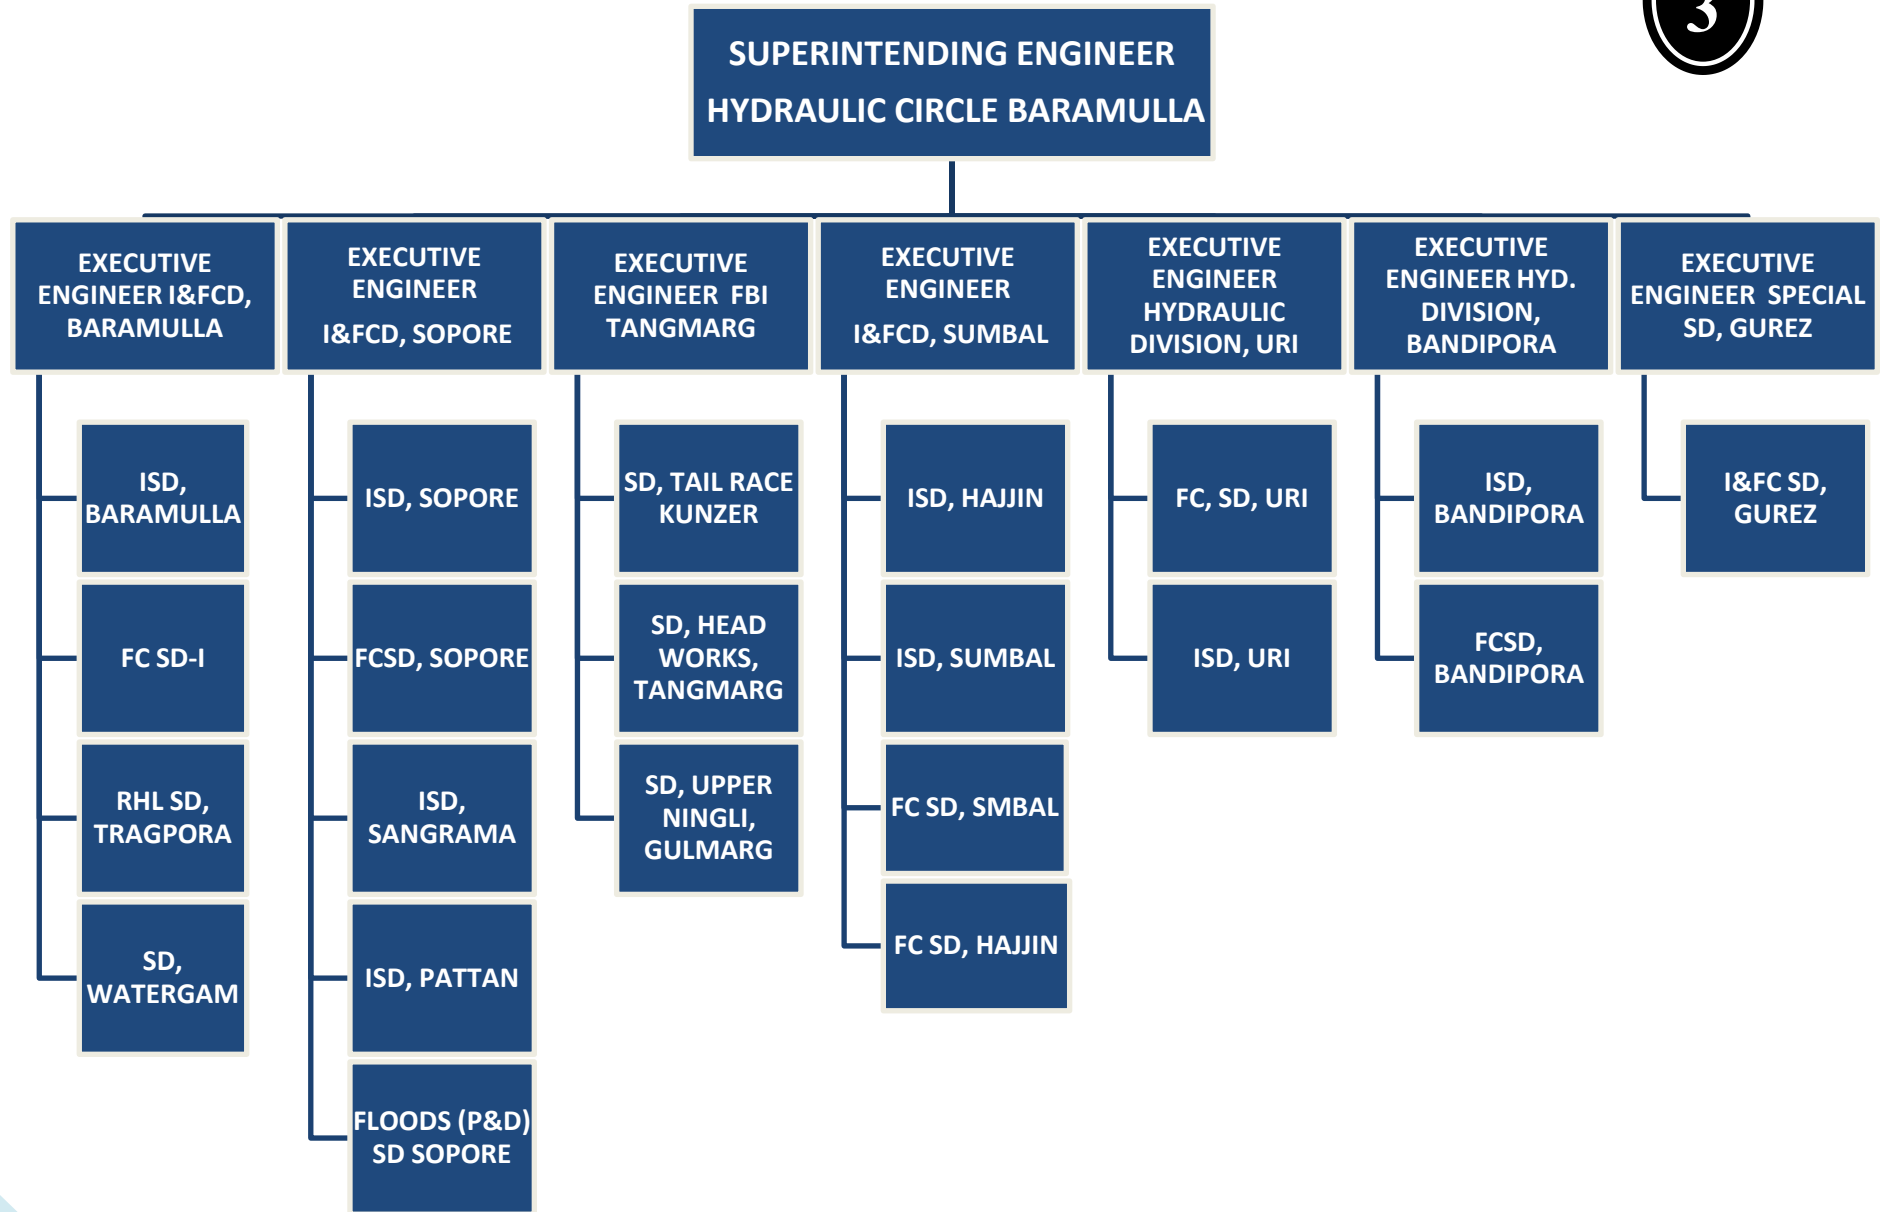 3
SUPERINTENDING ENGINEER
HYDRAULIC CIRCLE BARAMULLA
EXECUTIVE
ENGINEER I&FCD,
BARAMULLA
EXECUTIVE
ENGINEER
I&FCD, SOPORE
EXECUTIVE
ENGINEER FBI
TANGMARG
EXECUTIVE
ENGINEER
I&FCD, SUMBAL
EXECUTIVE
ENGINEER
HYDRAULIC
DIVISION, URI
EXECUTIVE
ENGINEER HYD.
DIVISION,
BANDIPORA
EXECUTIVE
ENGINEER SPECIAL
SD, GUREZ
ISD,
BARAMULLA
FC SD-I
RHL SD,
TRAGPORA
SD,
WATERGAM
ISD, SOPORE
FCSD, SOPORE
ISD,
SANGRAMA
ISD, PATTAN
FLOODS (P&D)
SD SOPORE
SD, TAIL RACE
KUNZER
SD, HEAD
WORKS,
TANGMARG
SD, UPPER
NINGLI,
GULMARG
ISD, HAJJIN
ISD, SUMBAL
FC SD, SMBAL
FC SD, HAJJIN
FC, SD, URI
ISD, URI
ISD,
BANDIPORA
FCSD,
BANDIPORA
I&FC SD,
GUREZ